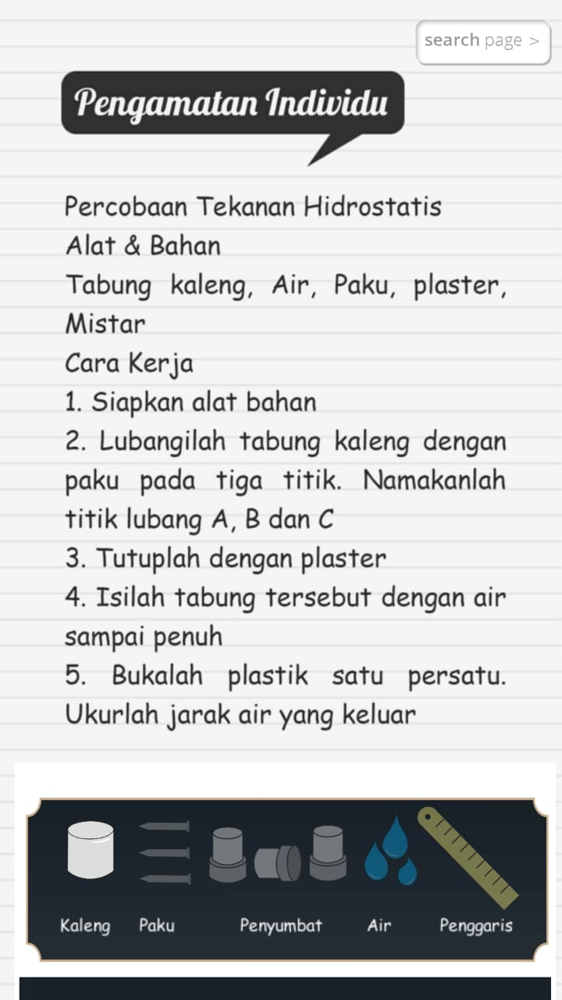 search page >
Pengamatan Individu
Percobaan Tekanan Hidrostatis
Alat & Bahan
Tabung kaleng, Air, Paku, plaster,
Mistar
Cara Kerja
1. Siapkan alat bahan
2. Lubangilah tabung kaleng dengan
paku pada tiga titik. Namakanlah
titik lubang A, B dan C
3. Tutuplah dengan plaster
4. Isilah tabung tersebut dengan air
sampai penuh
5. Bukalah plastik satu persatu.
Ukurlah jarak air yang keluar
Kaleng Paku Penyumbat Air Penggaris